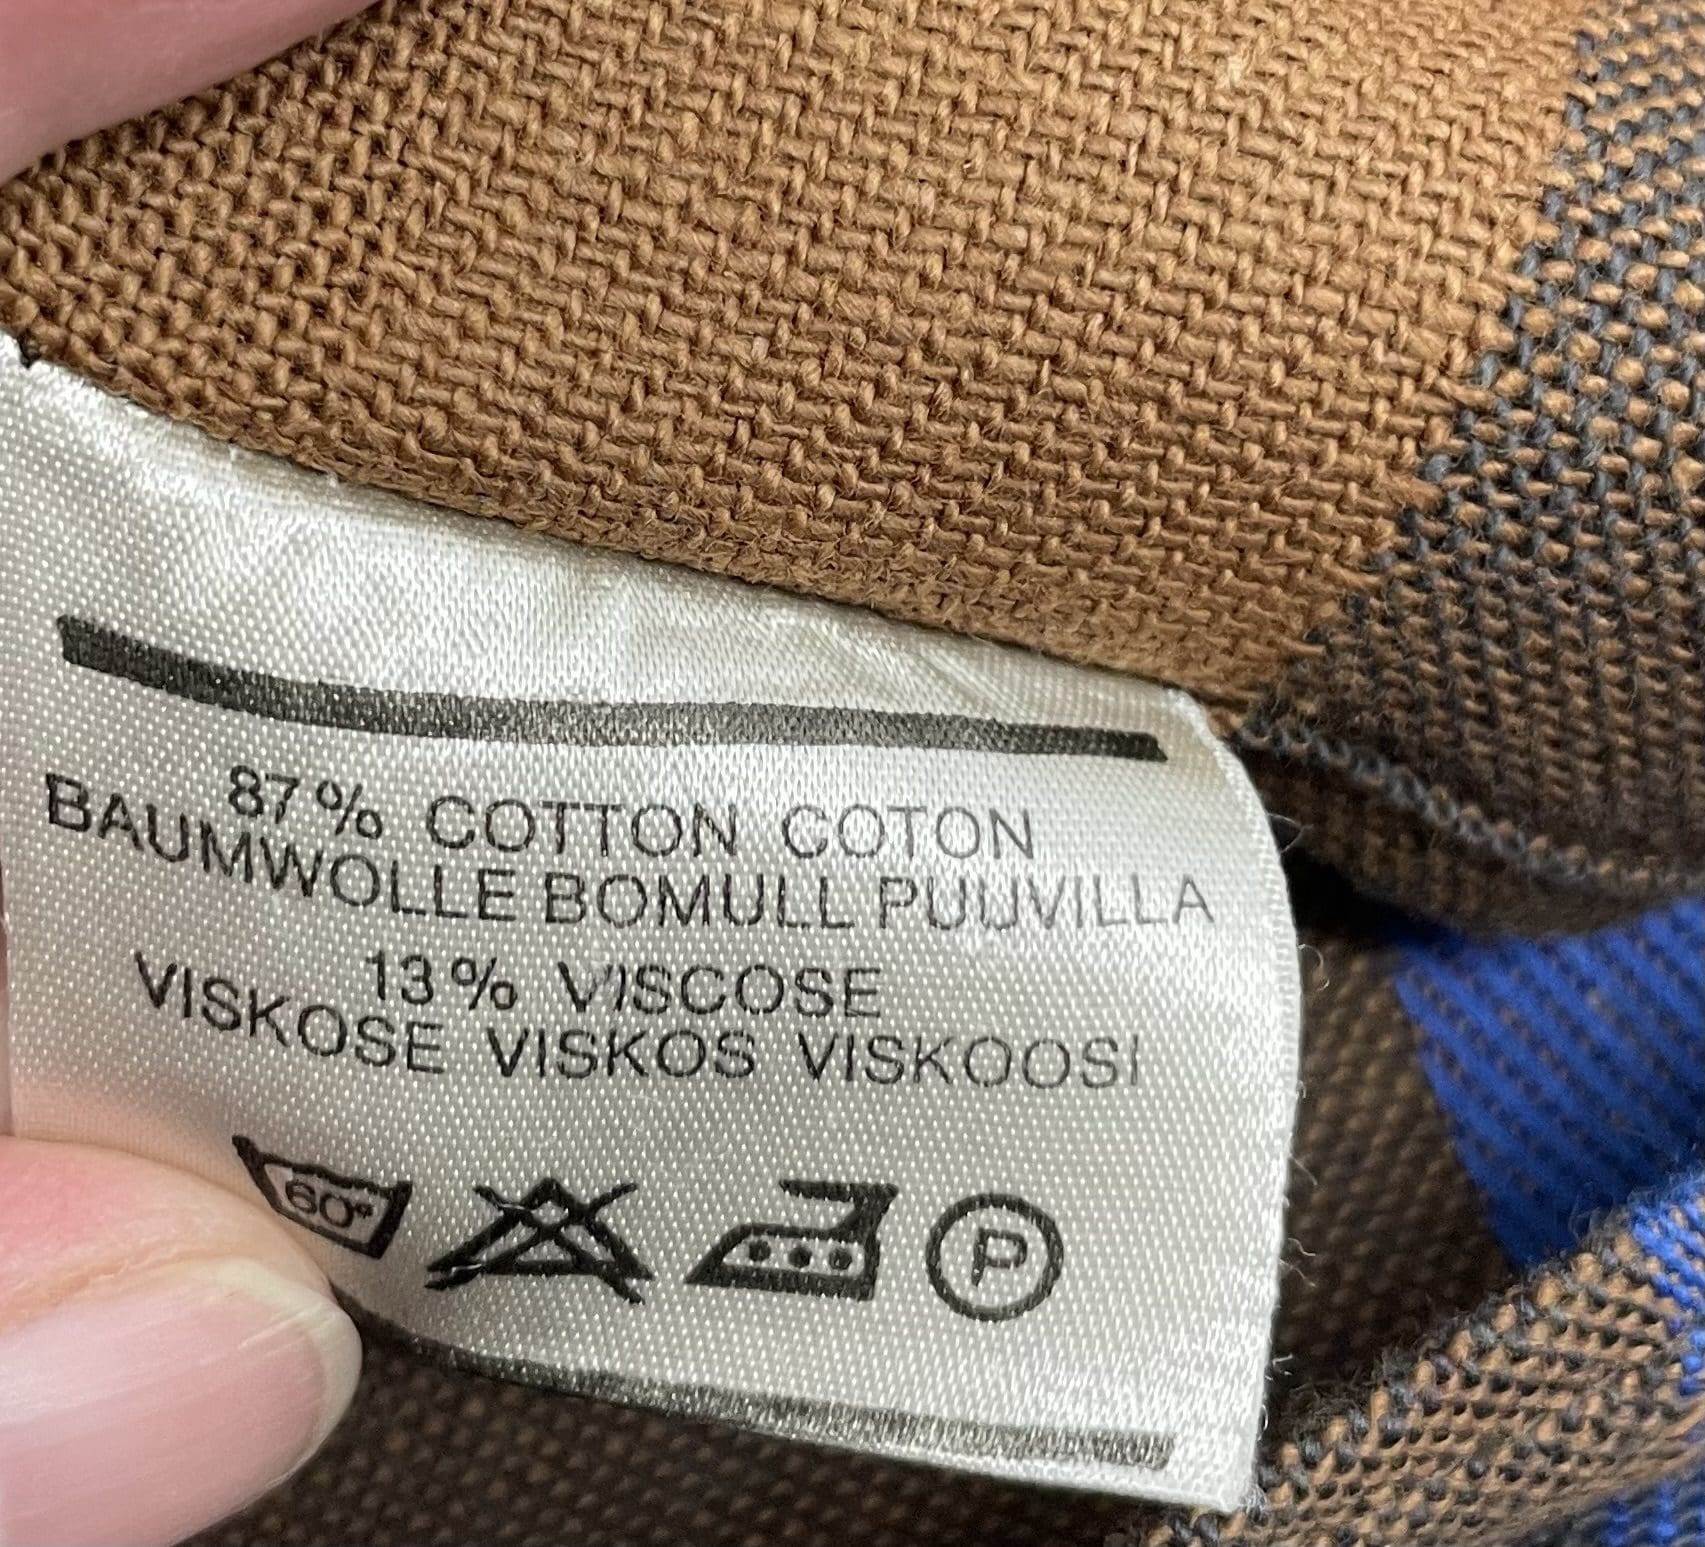 87% COTTON COTON
BAUMWOLLE BOMULL PUUVILLA
13% VISCOSE
VISKOSE VISKOS VISKOOSI
60° P